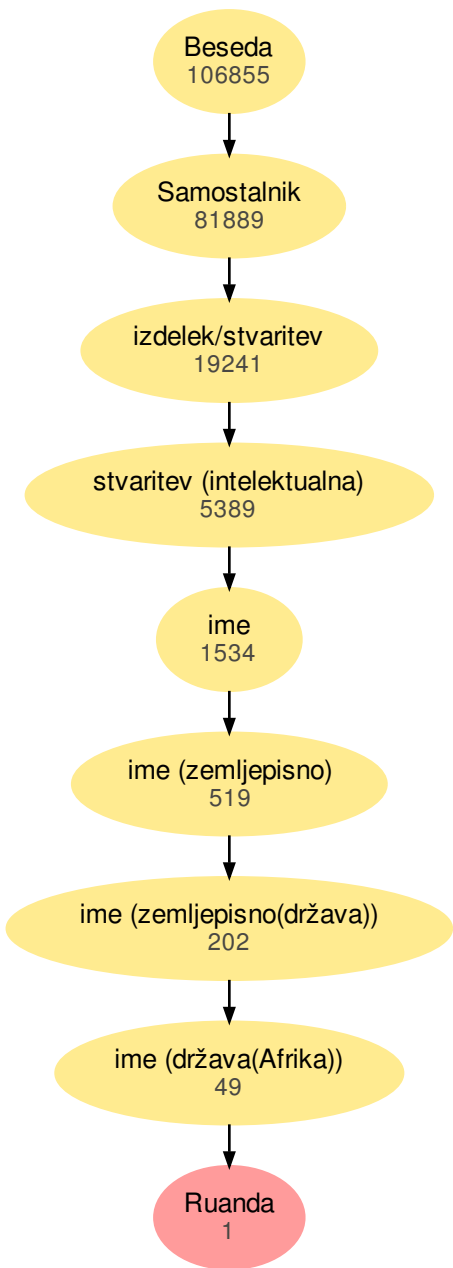 Beseda
106855
Samostalnik
81889
izdelek/stvaritev
19241
stvaritev (intelektualna)
5389
ime
1534
ime (zemljepisno)
519
ime (zemljepisno(država))
202
ime (država(Afrika))
49
Ruanda
1